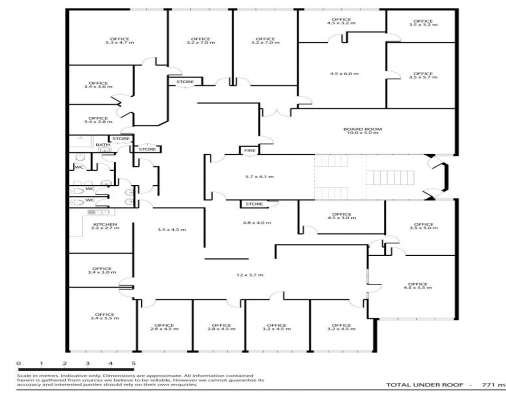 OFFICE
4.5 x 3.2 m
OFFICE
3.5 x 3.2 m
OFFICE
5.3 x 4.7 m
OFFICE
3.2 x 7.0 m
OFFICE
3.2 x 7.0 m
4.5 x 6.0 m
OFFICE
3.5 x 5.7 m
OFFICE
3.4 x 3.6 m
STORE
OFFICE
3.4 x 2.8 m
BOARD ROOM
10.0 x 5.0 m
STORE
BATH
STORE
FIRE
WC
WC
WC
5.7 x 4.1 m
STORE
KITCHEN
2.2 x 2.7 m
3.5 x 4.5 m
6.8 x 4.0 m
OFFICE
4.5 x 3.0 m
OFFICE
3.5 x 5.0 m
OFFICE
3.4 x 3.0 m
12 x 3.7 m
OFFICE
OFFICE
3.4 x 5.5 m
OFFICE
2.8 x 4.5 m
OFFICE
2.8 x 4.5 m
OFFICE
3.2 x 4.5 m
OFFICE
3.2 x 4.5 m
0 1 2 3 4 5
Scale in metres. Indicative only. Dimensions are approximate. All information contained
herein is gathered from sources we believe to be reliable. However we cannot guarantee its
accuracy and interested parties should rely on their own enquiries.
TOTAL UNDER ROOF - 771 m